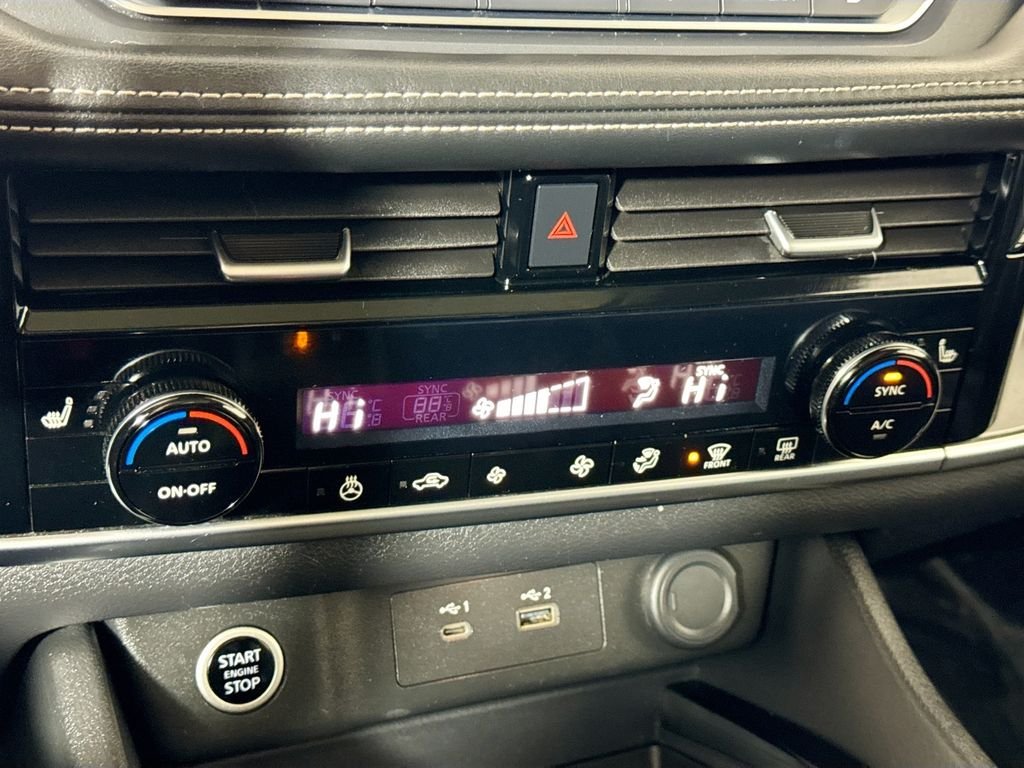 SYNC
Hi
SYNC
88
REAR
SYNC
Hi
AUTO
ON·OFF
SYNC
A/C
FRONT
REAR
1
2
START
ENGINE
STOP